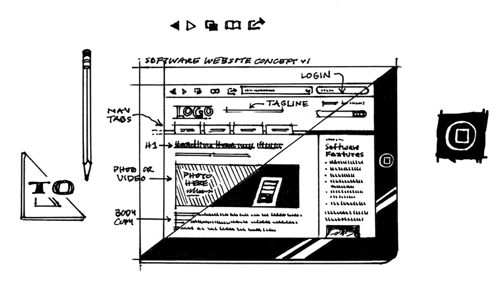 SOFTWARE WEBSITE CONCEPT v1
LOGIN
LOGO
TAGLINE
NAV
TABS
H1
Software
Features
PHOTO OR
VIDEO
PHOTO
HERE
TO
BODY
COPY